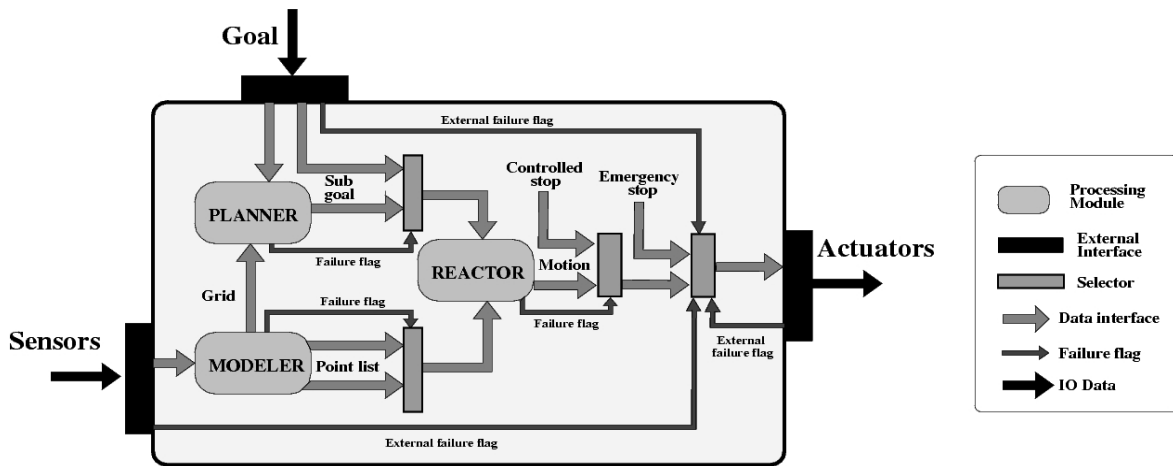 Goal
External failure flag
Controlled
stop
Emergency
stop
Sub
goal
PLANNER
Failure flag
REACTOR
Motion
Failure flag
Grid
Failure flag
MODELER
Point list
Sensors
External failure flag
External
failure flag
Actuators
Processing
Module
External
Interface
Selector
Data interface
Failure flag
IO Data